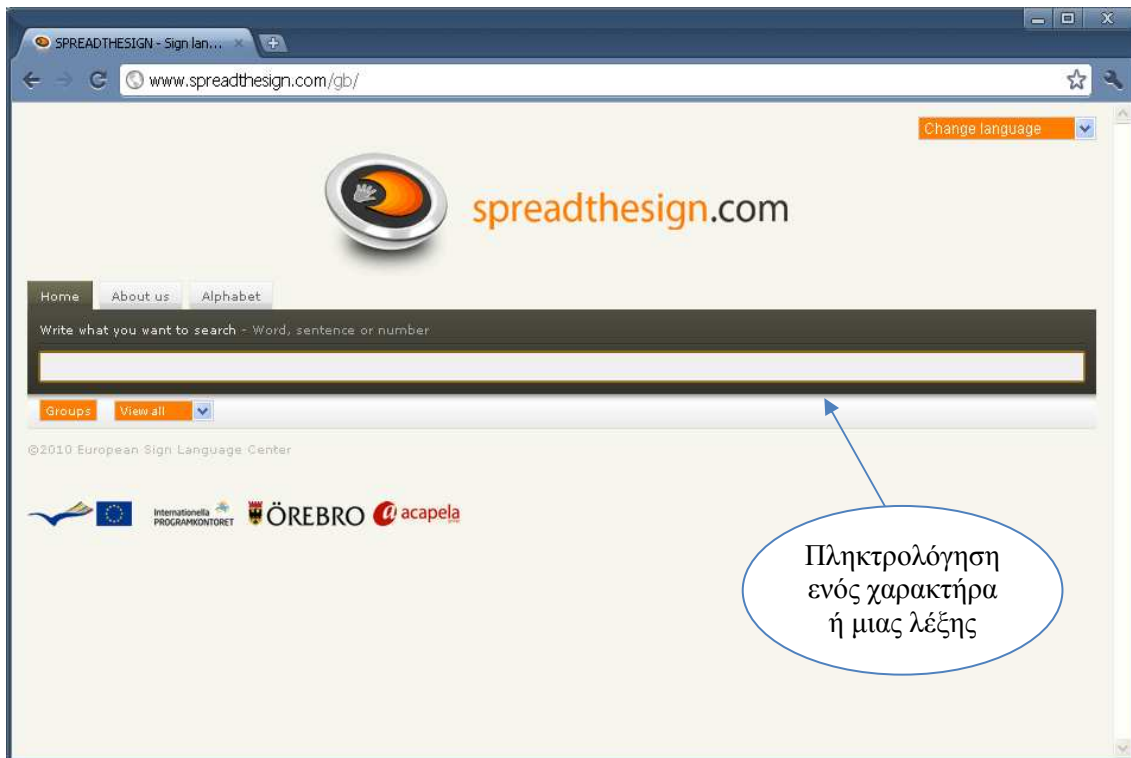 SPREADTHESIGN - Sign lan...
www.spreadthesign.com/gb/
Change language
spreadthesign.com
Home About us Alphabet
Write what you want to search - Word, sentence or number
Groups View all
©2010 European Sign Language Center
Internationella
PROGRAMKONTORET
ÖREBRO
acapela
Πληκτρολόγηση
ενός χαρακτήρα
ή μιας λέξης